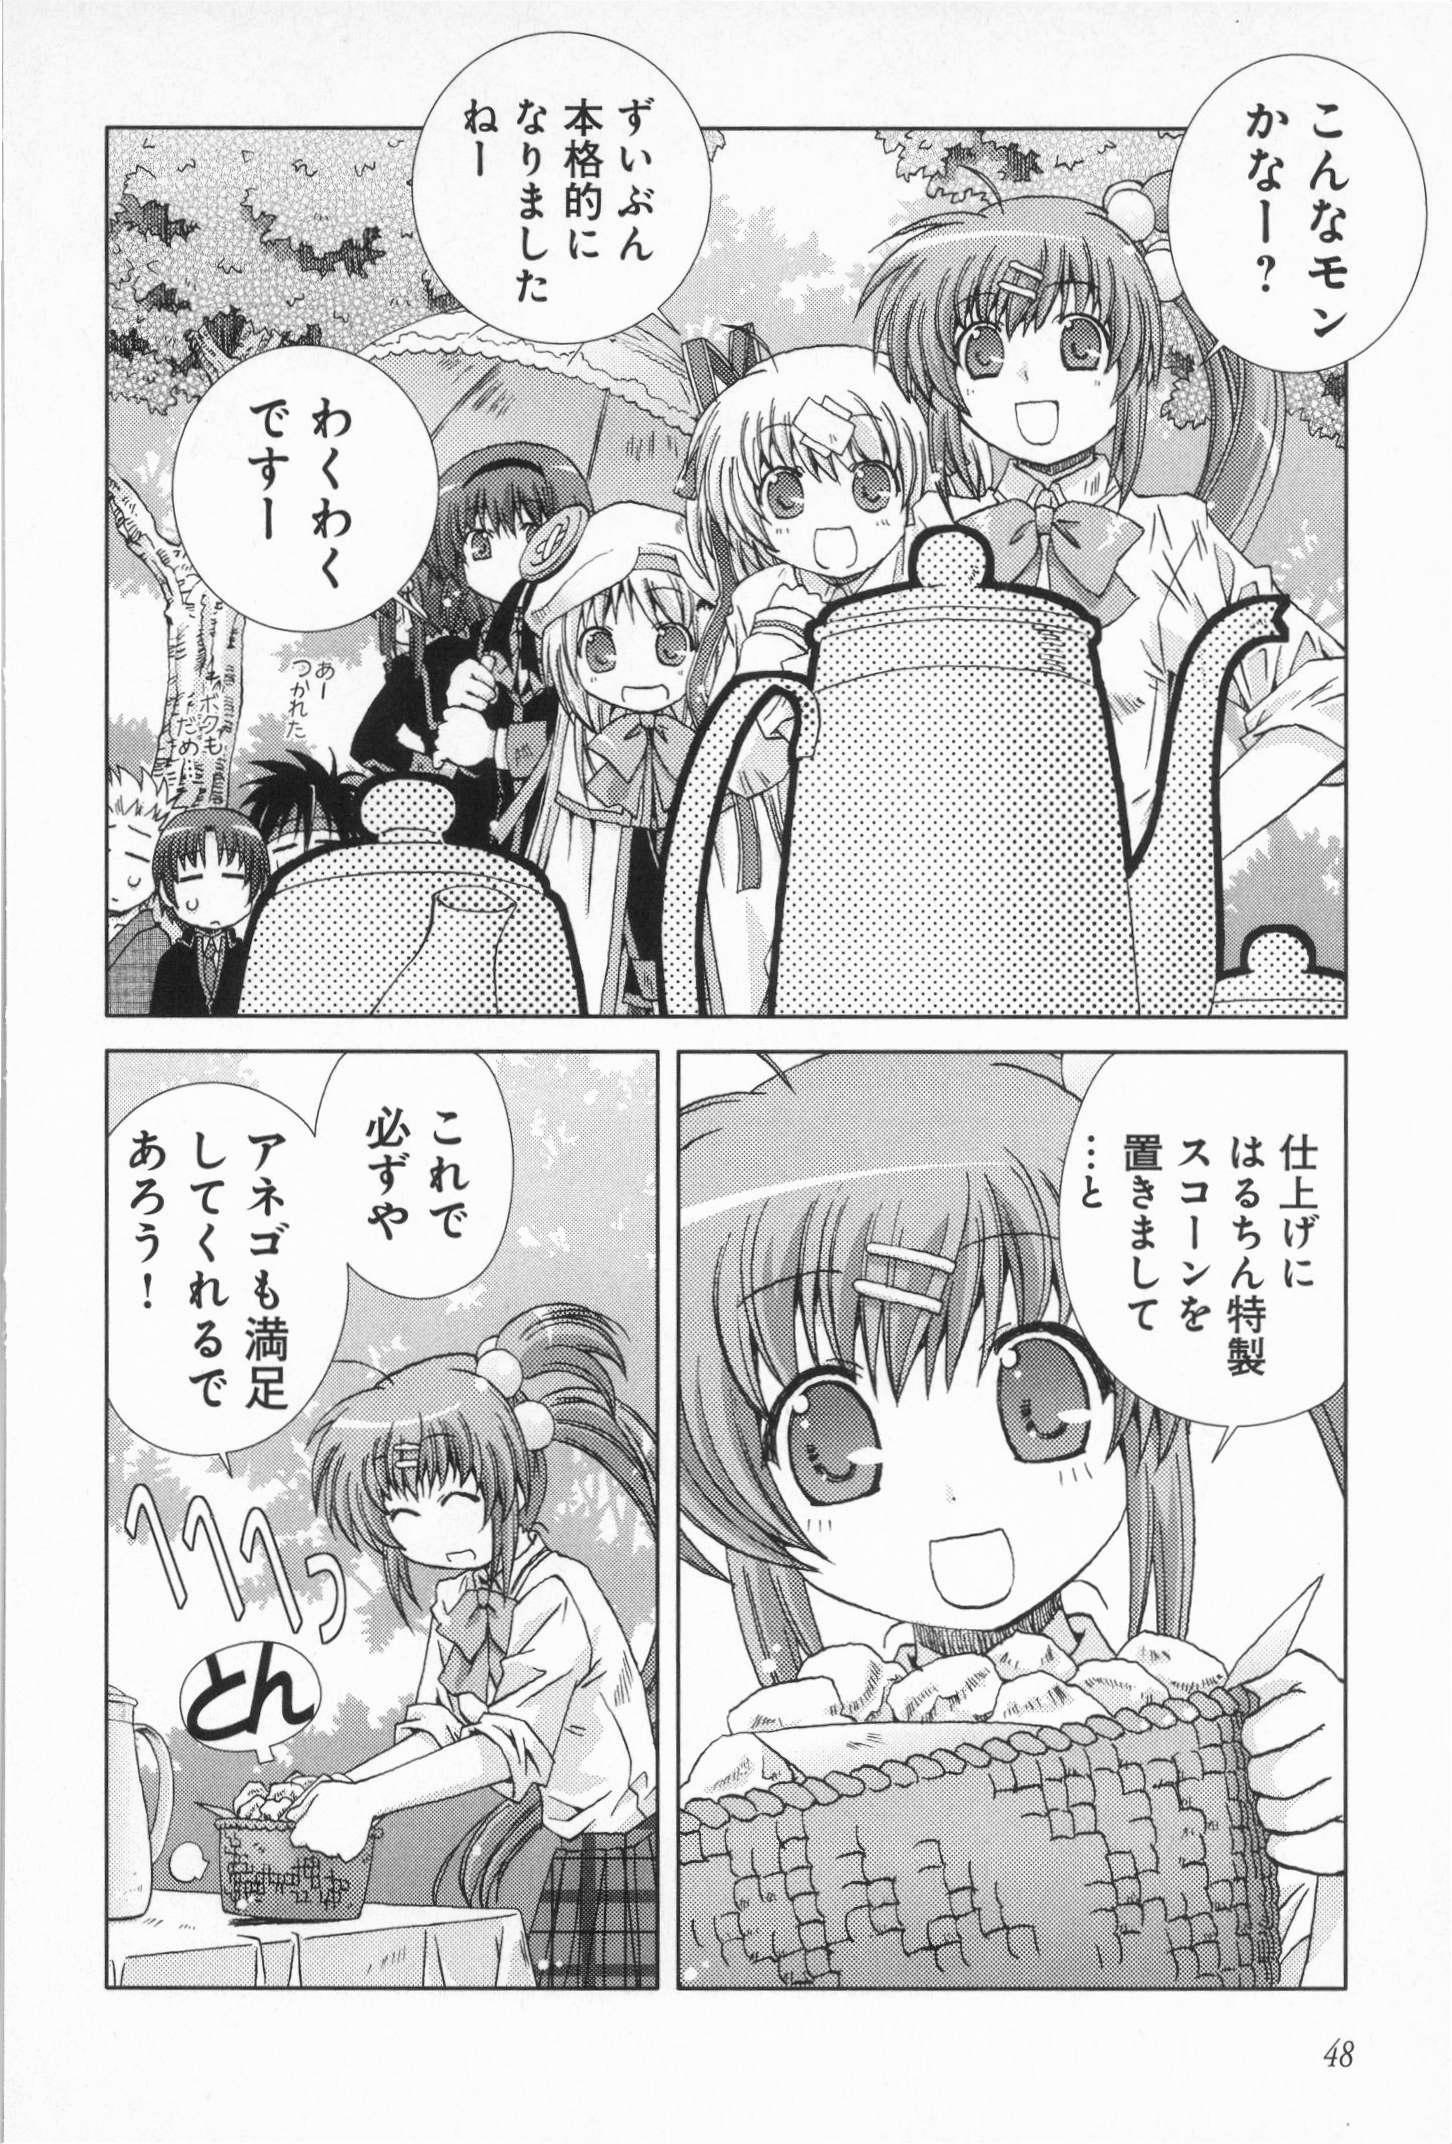 こんなモン
かなー？
ずいぶん
本格的に
なりました
ねー
わくわく
ですー
あー
つかれた
ボクも
だめ…
仕上げに
はるちん特製
スコーンを
置きまして
…と
これで
必ずや
アネゴも満足
してくれるで
あろう！
へへへっ
とん
48